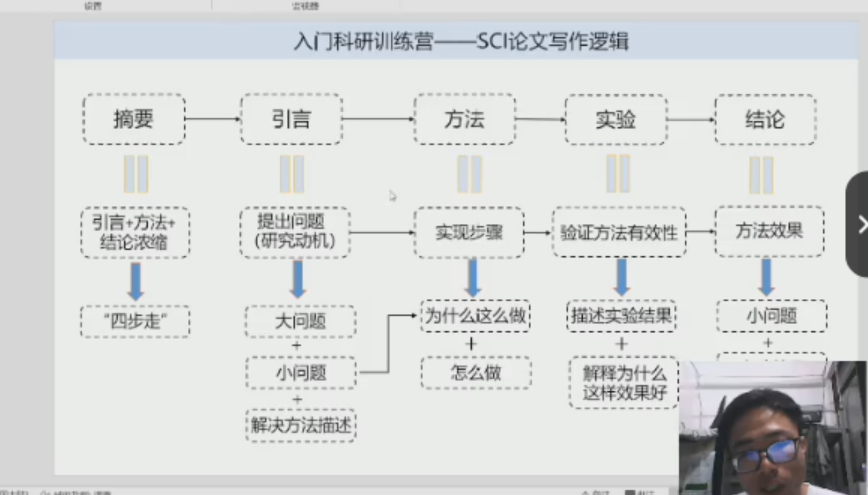 设置
监视器
入门科研训练营——SCI论文写作逻辑
摘要
引言
方法
实验
结论
引言+方法+
结论浓缩
提出问题
（研究动机）
实现步骤
验证方法有效性
方法效果
“四步走”
大问题
+
小问题
+
解决方法描述
为什么这么做
+
怎么做
描述实验结果
+
解释为什么
这样效果好
小问题
+